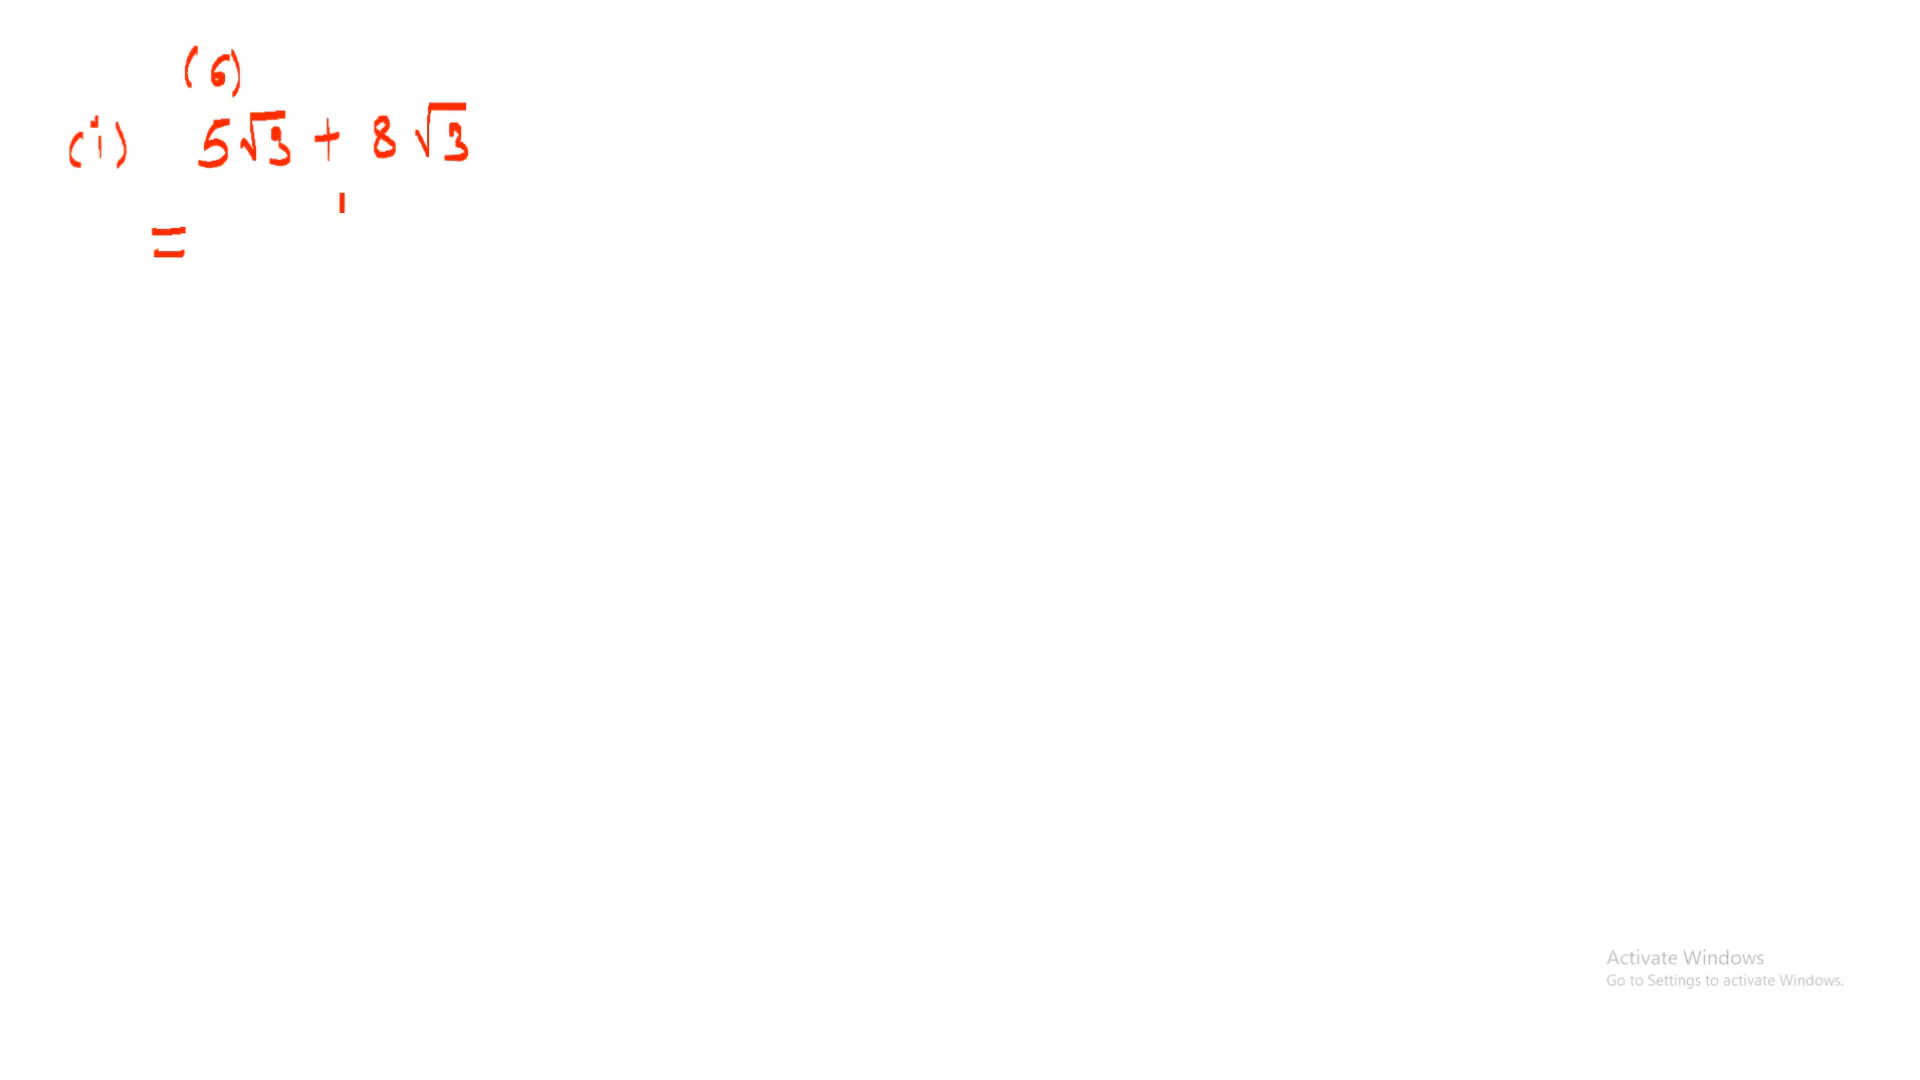 (6)
(i) 5√3 + 8√3
=
Activate Windows
Go to Settings to activate Windows.